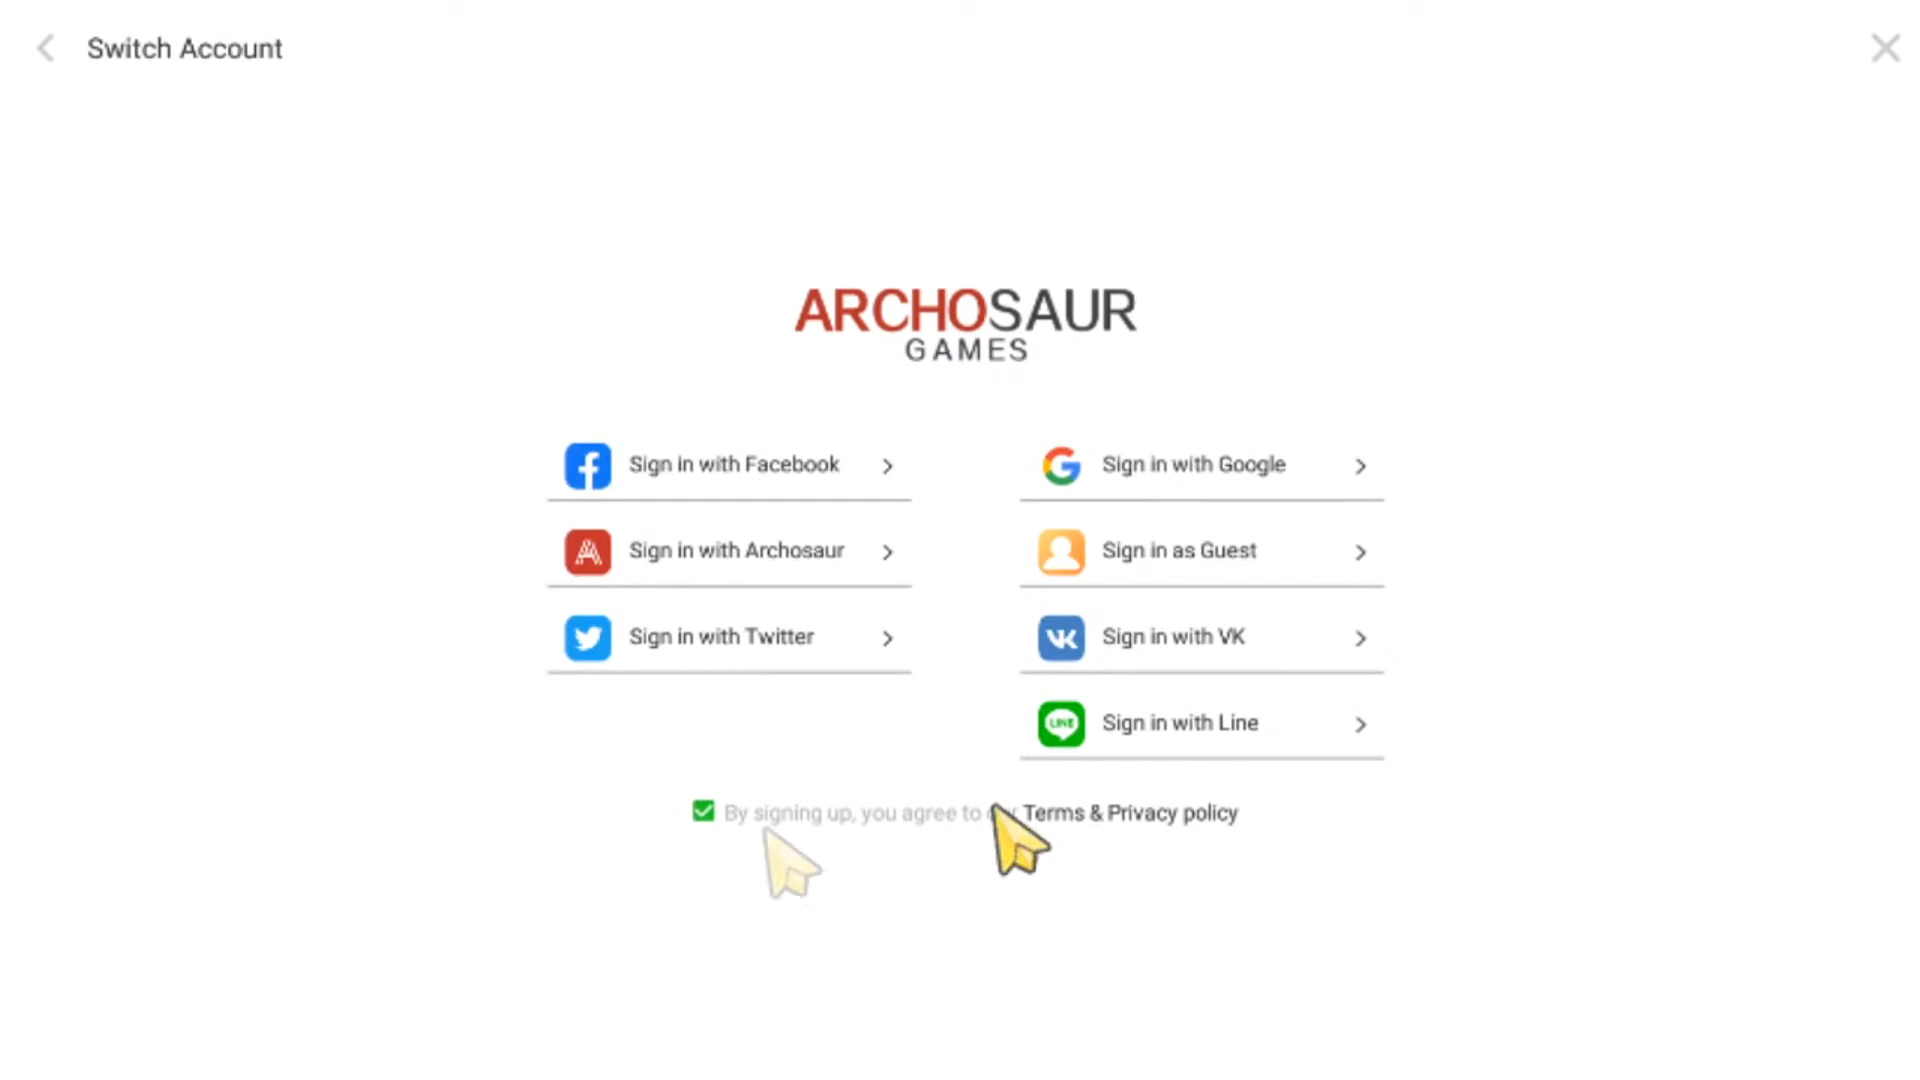 Switch Account
ARCHOSAUR
GAMES
Sign in with Facebook
Sign in with Google
Sign in with Archosaur
Sign in as Guest
Sign in with Twitter
Sign in with VK
LINE
Sign in with Line
By signing up, you agree to Terms & Privacy policy